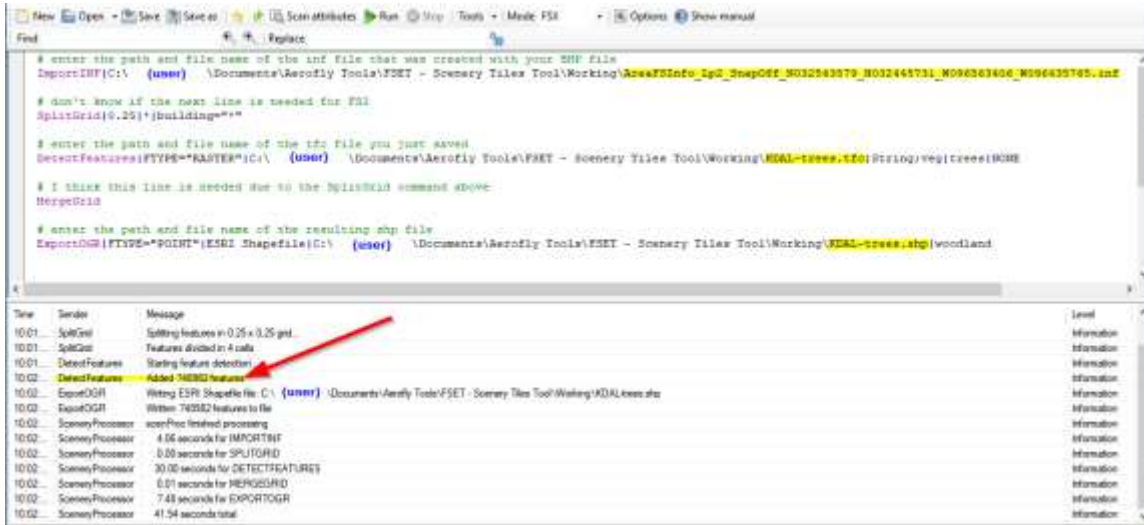 New Open Save Save as Scan attributes Run Stop Tools Mode FSX Options Show manual
Find Replace
# enter the path and file name of the inf file that was created with your BMP file
ImportINF|C:\ (user) \Documents\Aerofly Tools\FSET - Scenery Tiles Tool\Working\
# don't know if the next line is needed for FS2
SplitGrid|0.25|*|building="*"
# enter the path and file name of the tfc file you just saved
DetectFeatures|FTYPE="RASTER"|C:\ (user) \Documents\Aerofly Tools\FSET - Scenery Tiles Tool\Working\KDAL-trees.tfc|String;veg|trees|NONE
# I think this line is needed due to the SplitGrid command above
MergeGrid
# enter the path and file name of the resulting shp file
ExportOGR|FTYPE="POINT"|ESRI Shapefile|C:\ (user) \Documents\Aerofly Tools\FSET - Scenery Tiles Tool\Working\KDAL-trees.shp|woodland
Time Sender Message Level
10:01... SplitGrid Splitting features in 0.25 x 0.25 grid... Information
10:01... SplitGrid Features divided in 4 cells Information
10:01... DetectFeatures Starting feature detection Information
10:02... DetectFeatures Added features Information
10:02... ExportOGR Writing ESRI Shapefile file: C:\ (user) \Documents\Aerofly Tools\FSET - Scenery Tiles Tool\Working\KDAL-trees.shp Information
10:02... ExportOGR Written features to file Information
10:02... SceneryProcessor scenProc finished processing Information
10:02... SceneryProcessor 4.06 seconds for IMPORTINF Information
10:02... SceneryProcessor 0.00 seconds for SPLITGRID Information
10:02... SceneryProcessor 30.00 seconds for DETECTFEATURES Information
10:02... SceneryProcessor 0.01 seconds for MERGEGRID Information
10:02... SceneryProcessor 7.48 seconds for EXPORTOGR Information
10:02... SceneryProcessor 41.54 seconds total Information